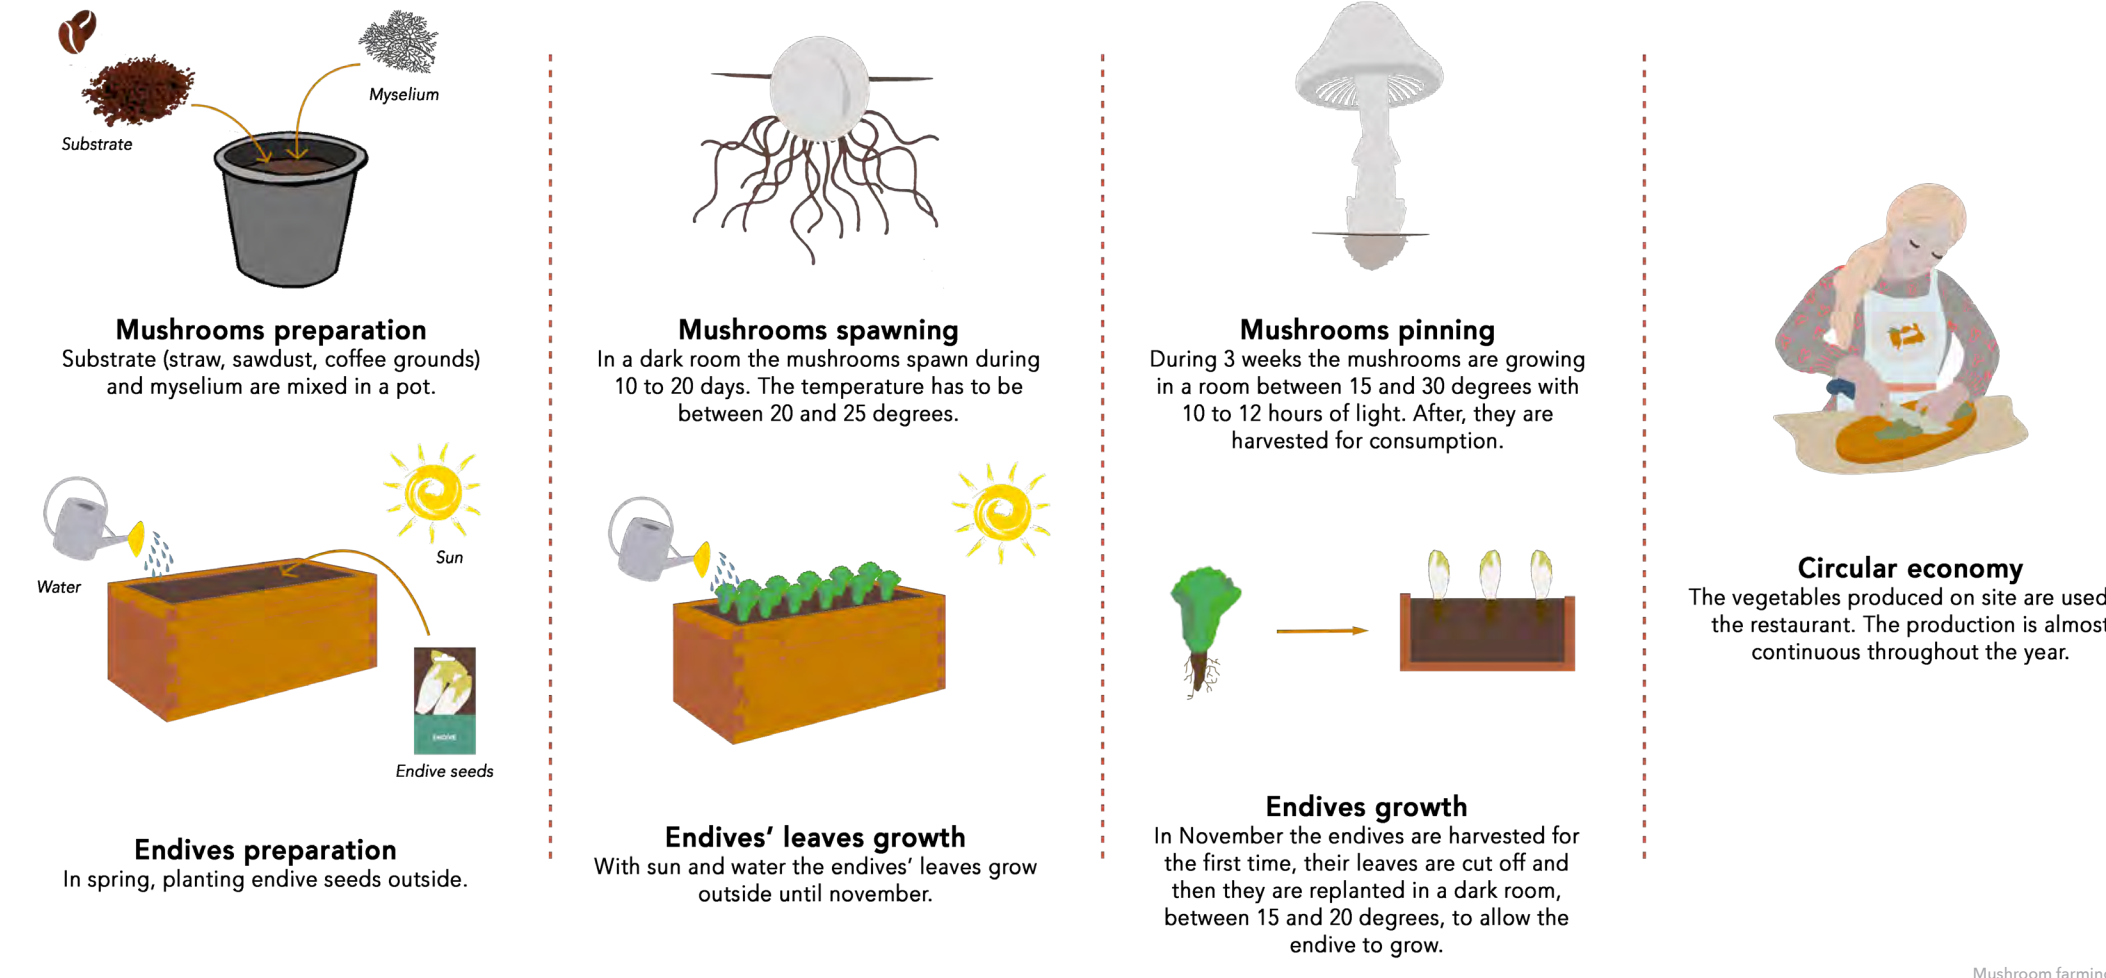 Substrate
Myselium
Mushrooms preparation
Substrate (straw, sawdust, coffee grounds)
and myselium are mixed in a pot.
Mushrooms spawning
In a dark room the mushrooms spawn during
10 to 20 days. The temperature has to be
between 20 and 25 degrees.
Mushrooms pinning
During 3 weeks the mushrooms are growing
in a room between 15 and 30 degrees with
10 to 12 hours of light. After, they are
harvested for consumption.
Water
Sun
ENDIVE
Endive seeds
Endives preparation
In spring, planting endive seeds outside.
Endives’ leaves growth
With sun and water the endives’ leaves grow
outside until november.
Endives growth
In November the endives are harvested for
the first time, their leaves are cut off and
then they are replanted in a dark room,
between 15 and 20 degrees, to allow the
endive to grow.
Circular economy
The vegetables produced on site are used
the restaurant. The production is almost
continuous throughout the year.
Mushroom farming